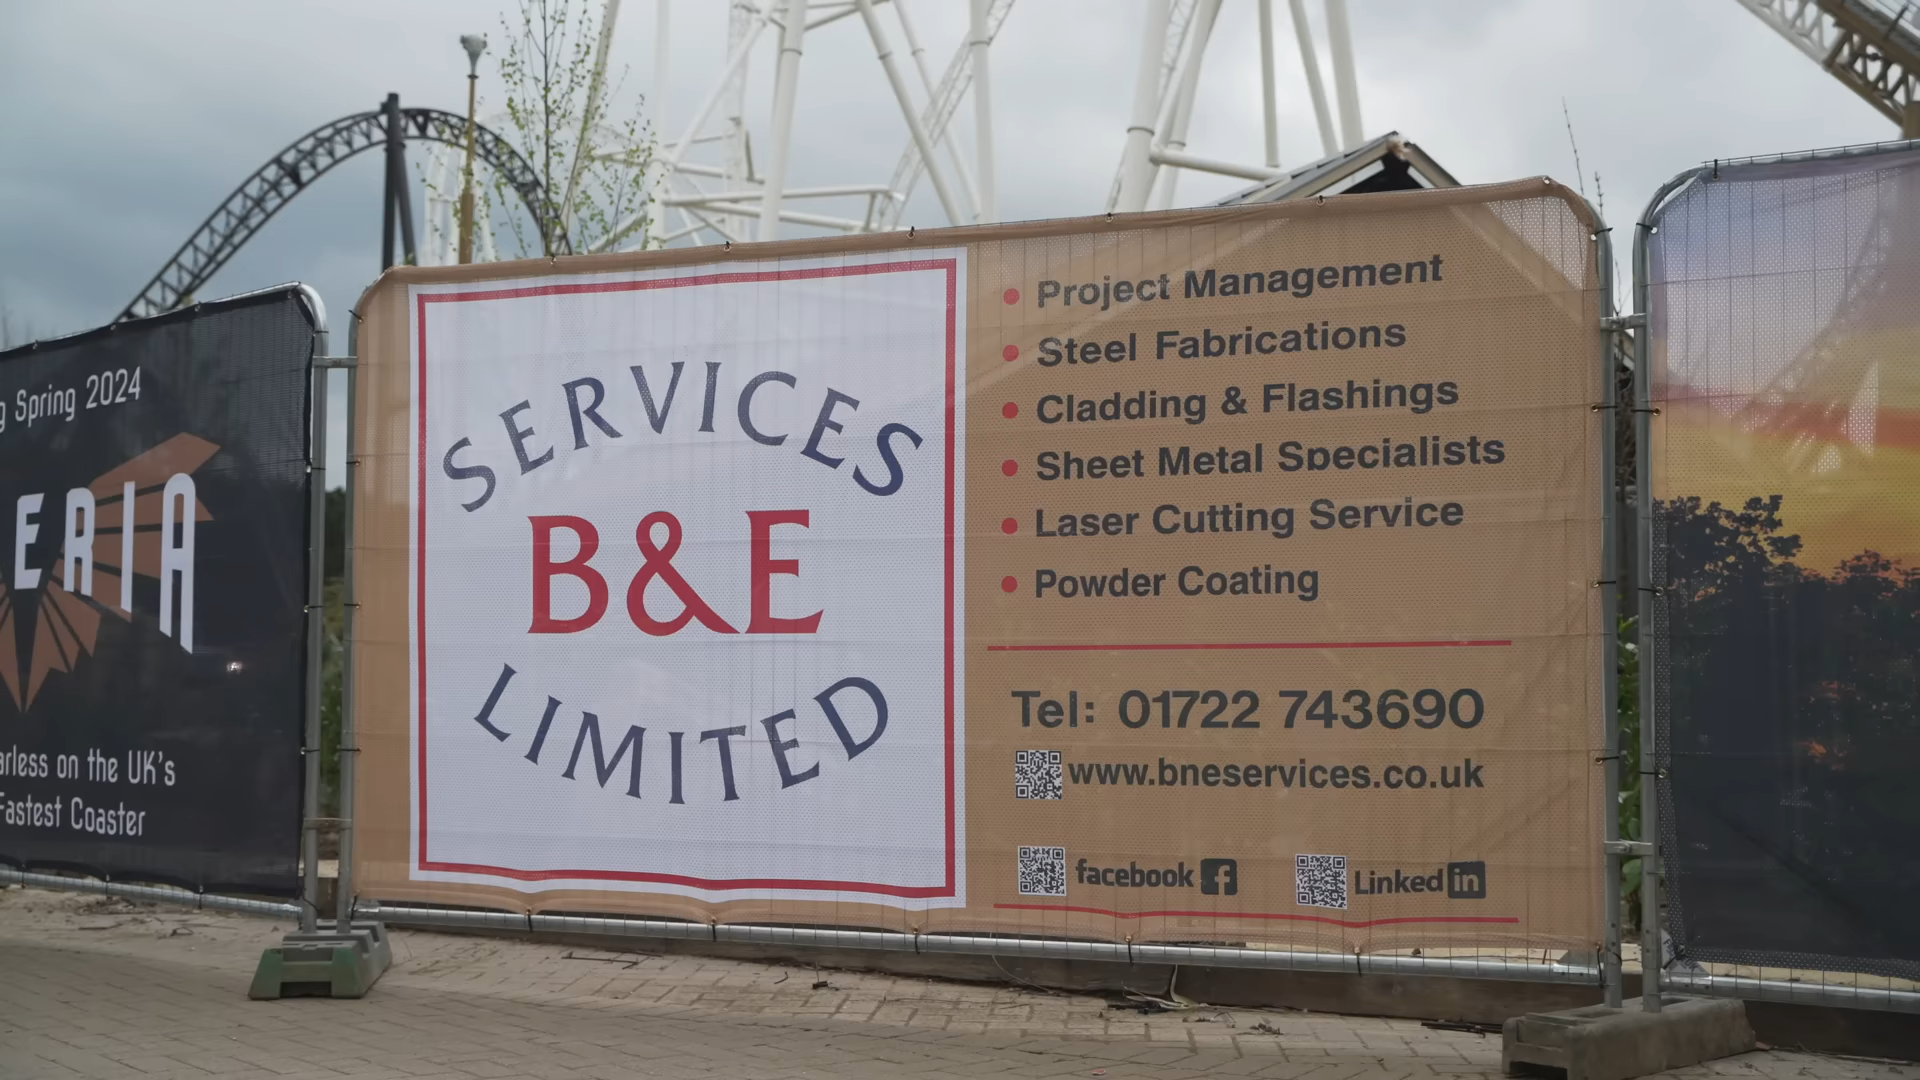 g Spring 2024
ERIA
arless on the UK's
Fastest Coaster
SERVICES
B&E
LIMITED
• Project Management
• Steel Fabrications
• Cladding & Flashings
• Sheet Metal Specialists
• Laser Cutting Service
• Powder Coating
Tel: 01722 743690
www.bneservices.co.uk
facebook f
Linked in